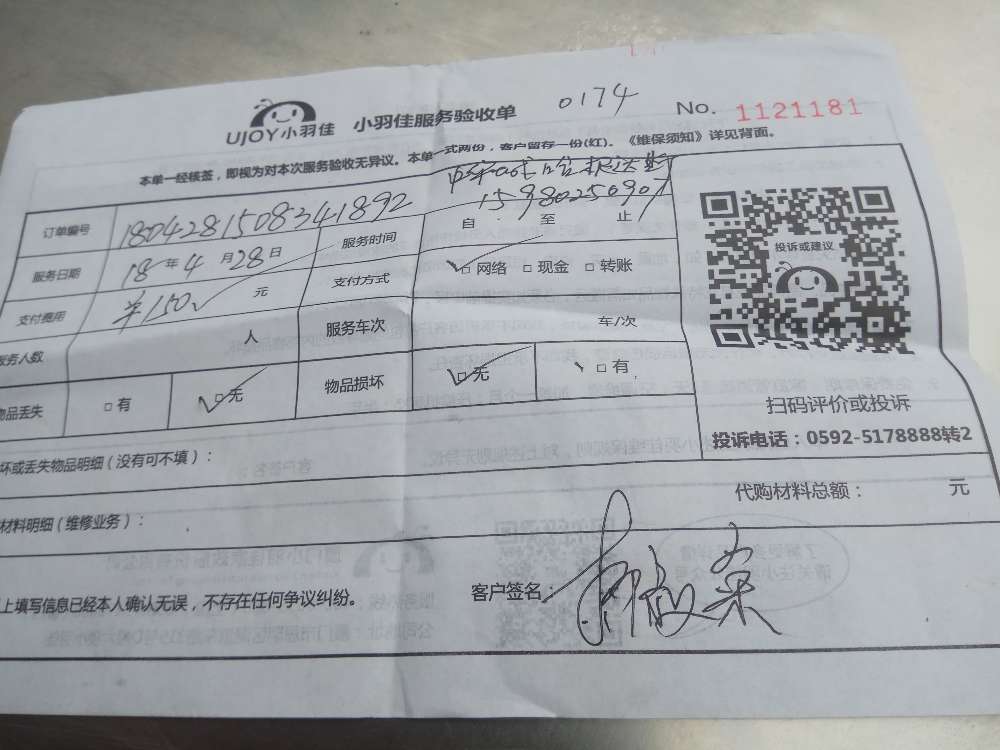 UJOY小羽佳 小羽佳服务验收单 0174 No. 1121181
本单一经核签，即视为对本次服务验收无异议。本单一式两份，客户留存一份(红)。《维保须知》详见背面。
订单编号 1804281508341892 15980250901
服务日期 18年4月28日 服务时间 自 至 止
支付费用 ¥150 元 支付方式 □网络 □现金 □转账
服务人数 人 服务车次 车/次
物品丢失 □有 □无 物品损坏 □无 □有
投诉或建议
扫码评价或投诉
投诉电话：0592-5178888转2
坏或丢失物品明细（没有可不填）：
代购材料总额： 元
材料明细（维修业务）：
上填写信息已经本人确认无误，不存在任何争议纠纷。 客户签名：